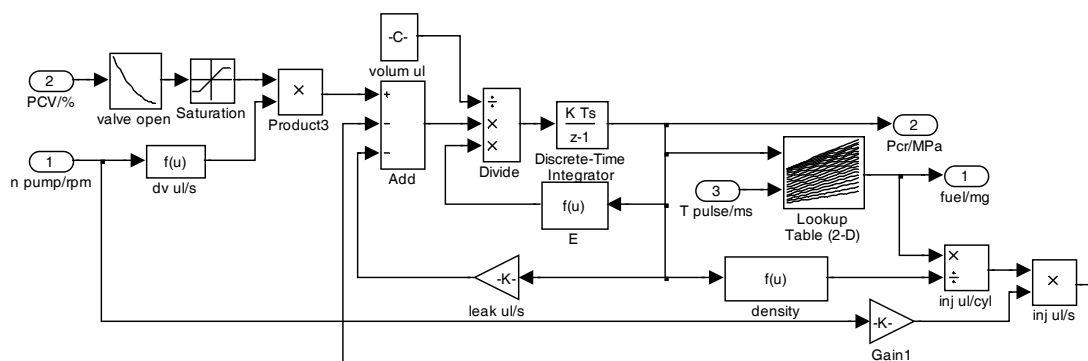 -C-
volum ul
2
PCV/%
valve open
Saturation
×
Product3
+
−
−
Add
÷
×
×
Divide
K Ts
z-1
Discrete-Time
Integrator
2
Pcr/MPa
1
n pump/rpm
f(u)
dv ul/s
f(u)
E
3
T pulse/ms
Lookup
Table (2-D)
1
fuel/mg
-K-
leak ul/s
f(u)
density
×
÷
inj ul/cyl
×
inj ul/s
-K-
Gain1